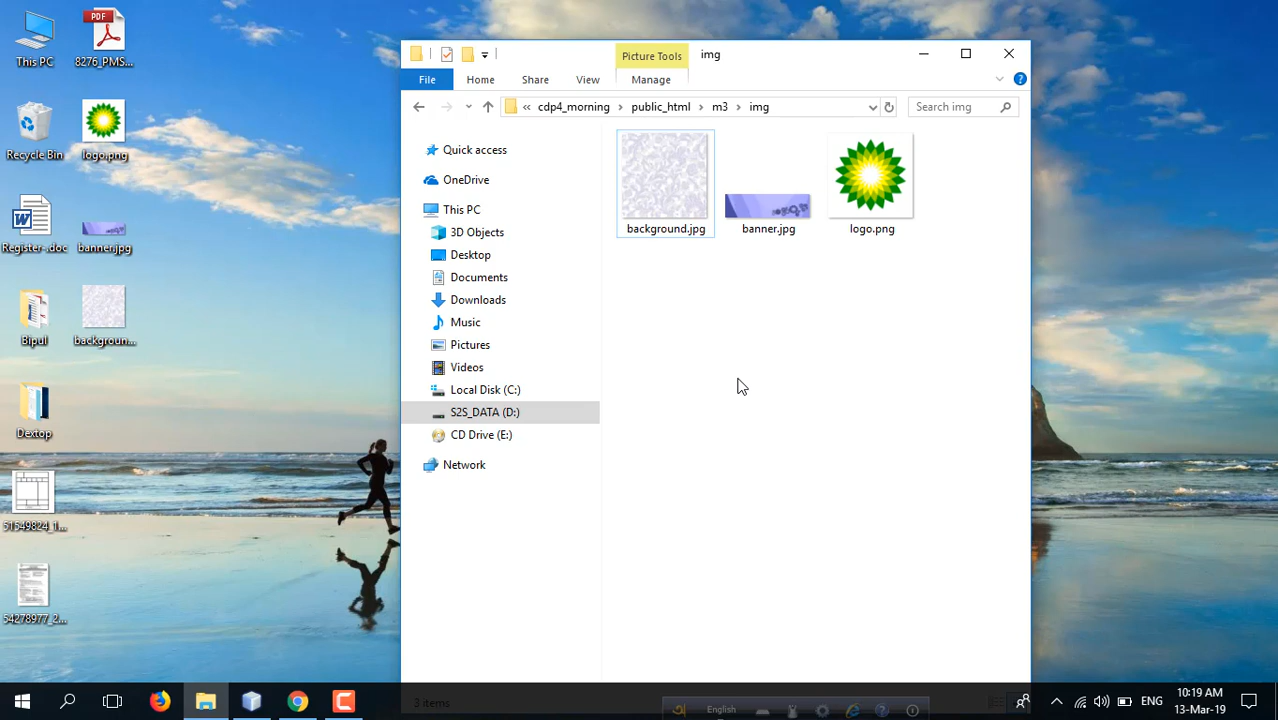 This PC
8276_PMS...
Recycle Bin
logo.png
Register-.doc
banner.jpg
Bipul
backgroun...
Dextop
51549824_1...
54278977_2...
Picture Tools
img
File
Home
Share
View
Manage
« cdp4_morning > public_html > m3 > img
Search img
Quick access
OneDrive
This PC
3D Objects
Desktop
Documents
Downloads
Music
Pictures
Videos
Local Disk (C:)
S2S_DATA (D:)
CD Drive (E:)
Network
background.jpg
banner.jpg
logo.png
3 items
English
ENG
10:19 AM
13-Mar-19